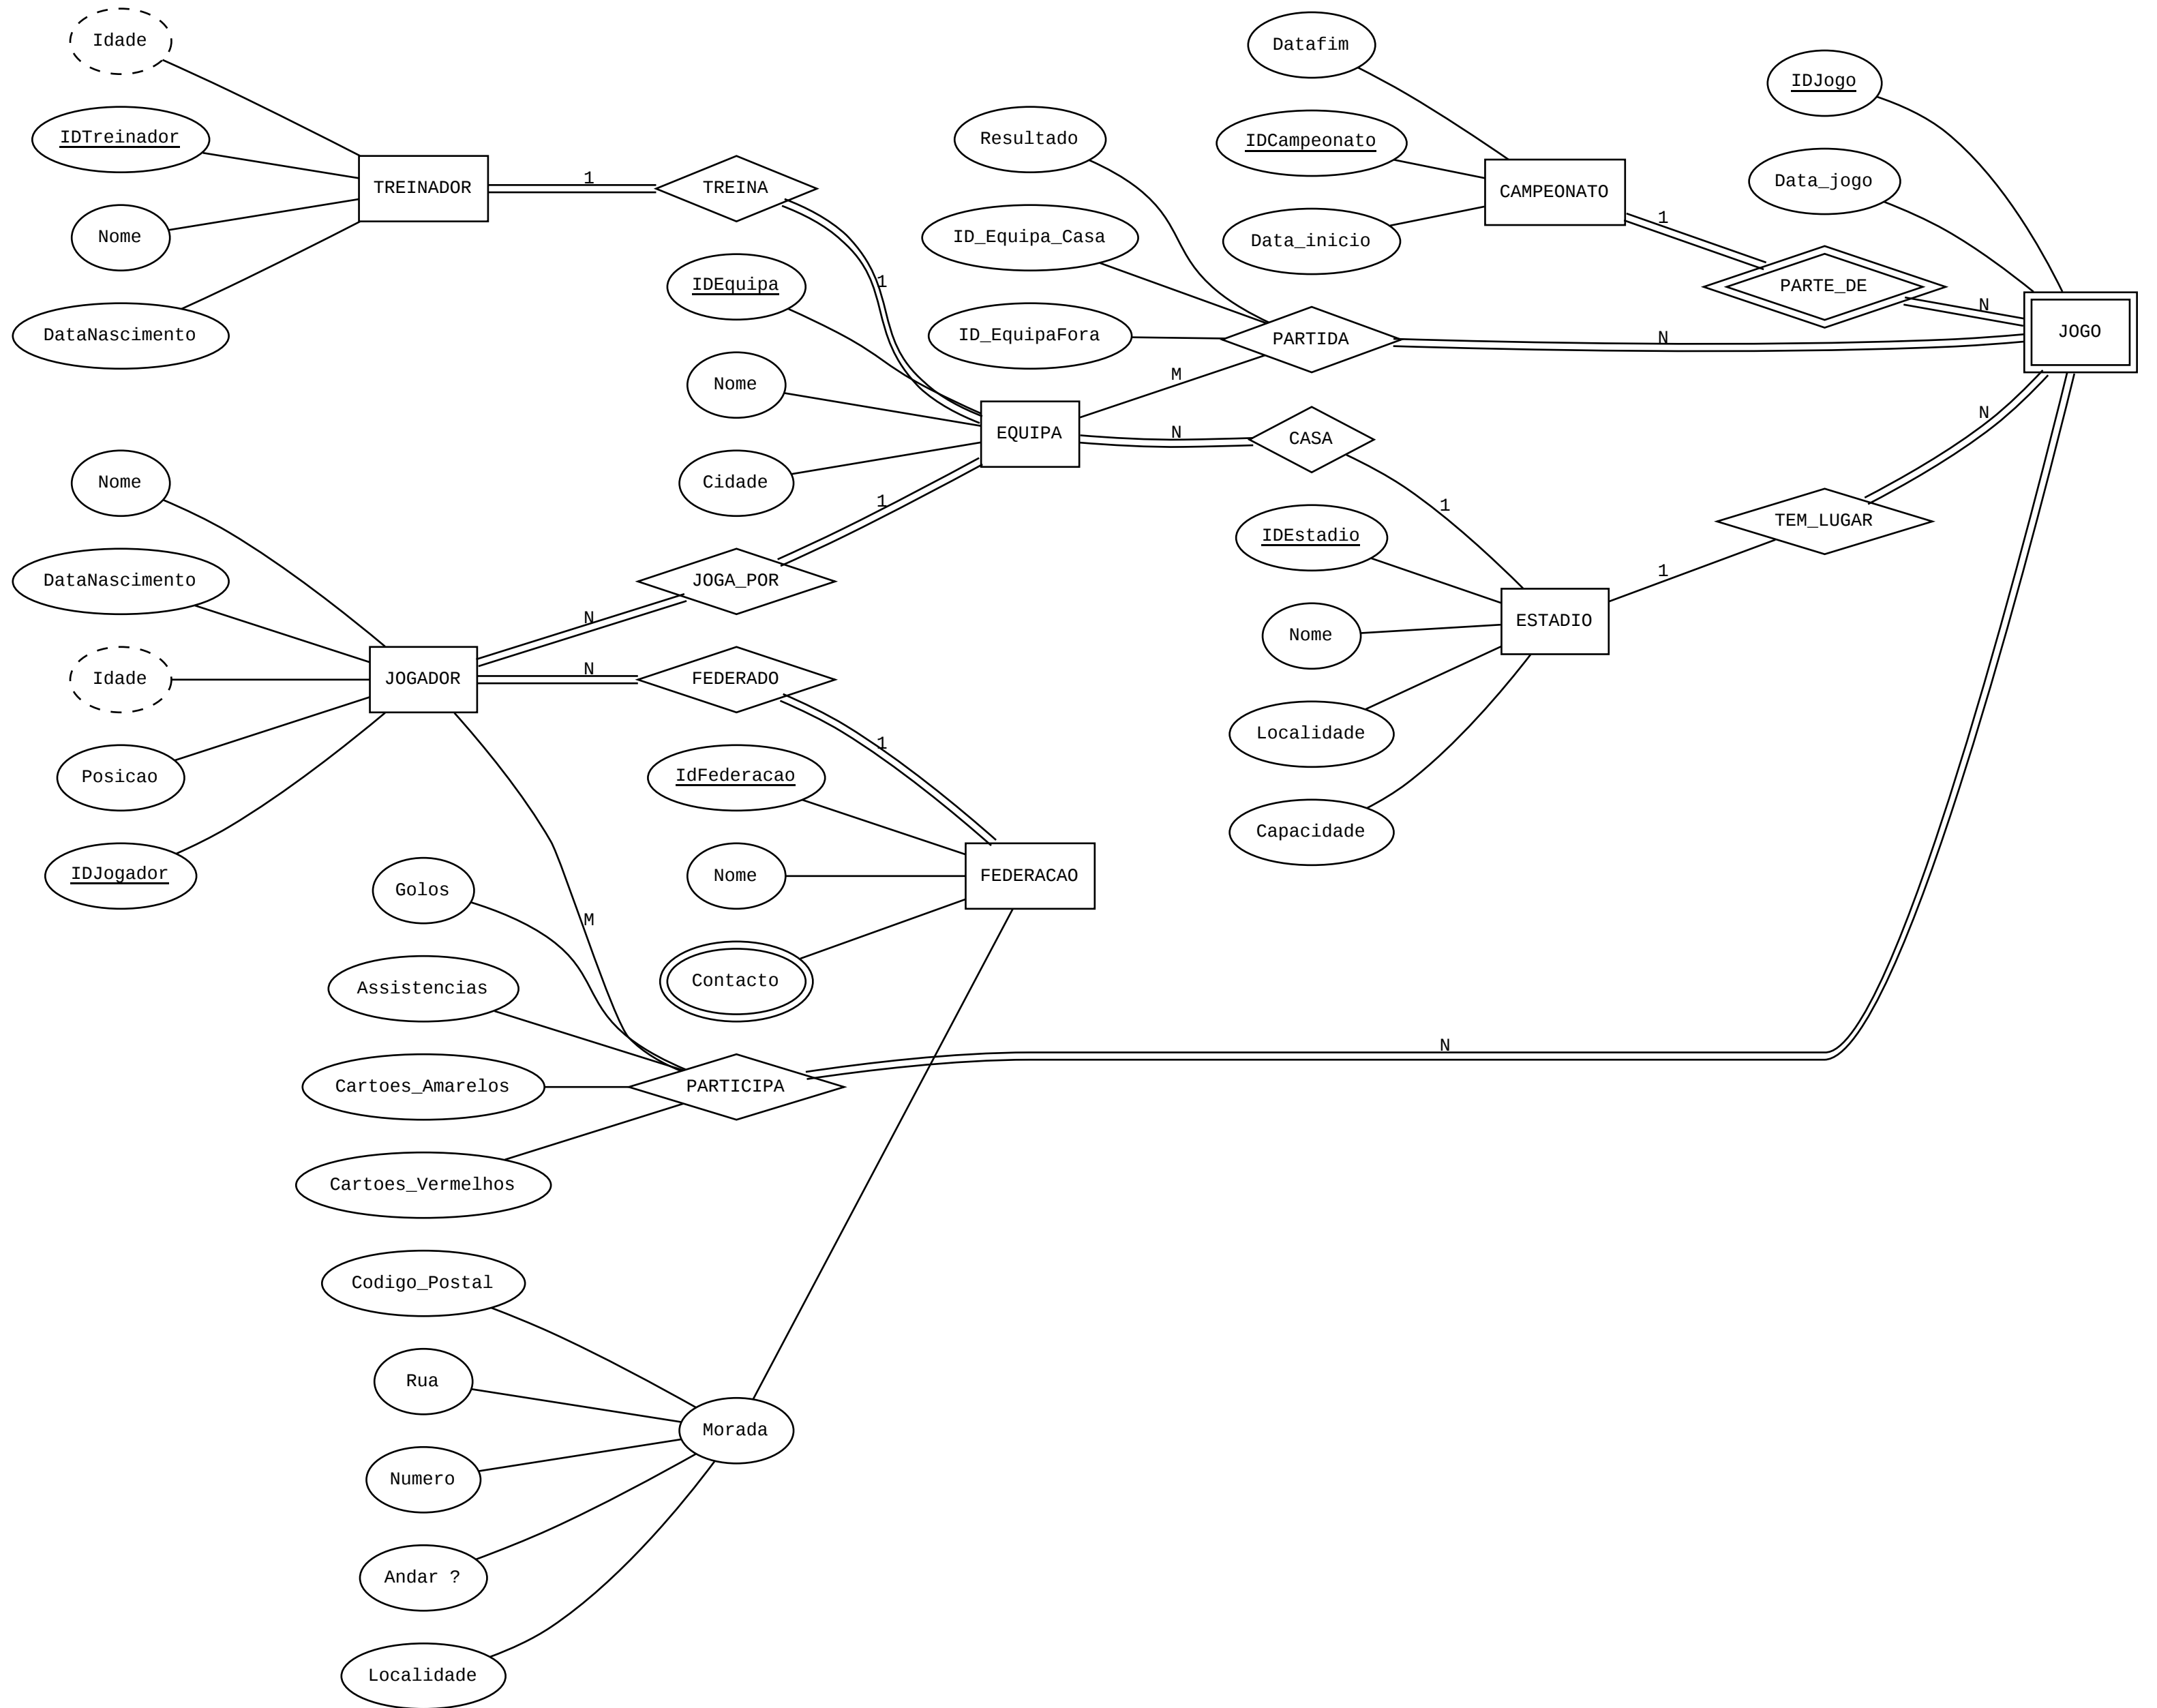 Idade
IDTreinador
Nome
DataNascimento
TREINADOR
1
TREINA
1
IDEquipa
Nome
Cidade
EQUIPA
Resultado
ID_Equipa_Casa
ID_EquipaFora
PARTIDA
M
N
Datafim
IDCampeonato
Data_inicio
CAMPEONATO
1
PARTE_DE
N
IDJogo
Data_jogo
JOGO
N
CASA
1
N
TEM_LUGAR
1
IDEstadio
Nome
Localidade
Capacidade
ESTADIO
Nome
DataNascimento
Idade
Posicao
IDJogador
JOGADOR
N
JOGA_POR
1
N
FEDERADO
1
IdFederacao
Nome
Contacto
FEDERACAO
M
Golos
Assistencias
Cartoes_Amarelos
Cartoes_Vermelhos
PARTICIPA
N
Codigo_Postal
Rua
Numero
Andar ?
Localidade
Morada